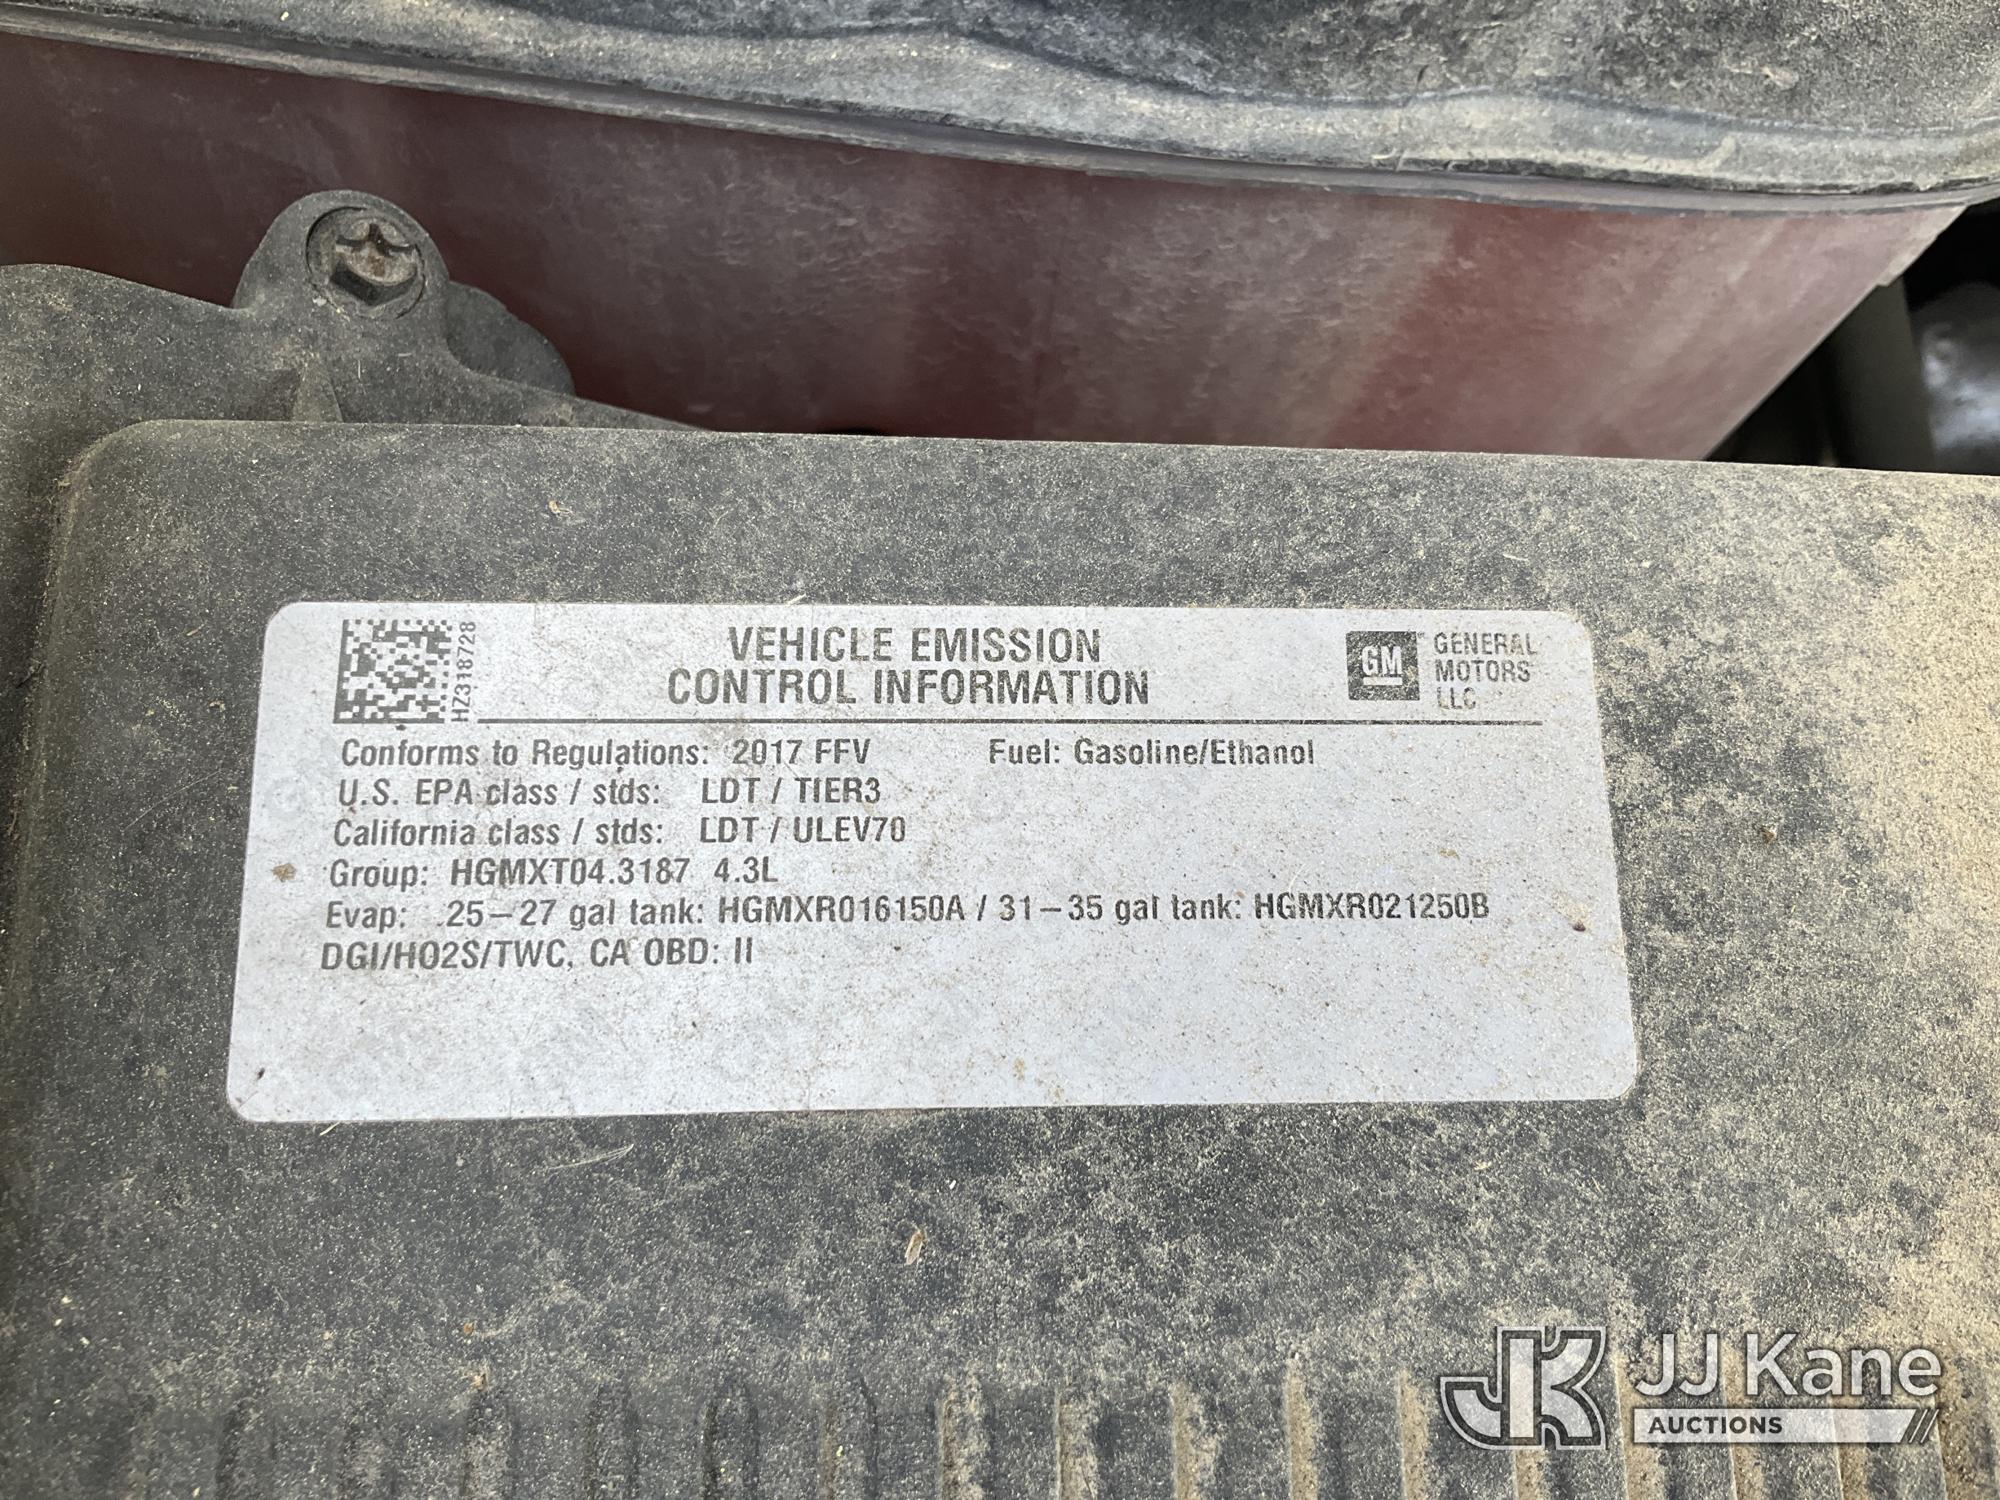 HZ318728
VEHICLE EMISSION
CONTROL INFORMATION
GM
GENERAL
MOTORS
LLC
Conforms to Regulations: 2017 FFV Fuel: Gasoline/Ethanol
U.S. EPA class / stds: LDT / TIER3
California class / stds: LDT / ULEV70
Group: HGMXT04.3187 4.3L
Evap: 25–27 gal tank: HGMXR016150A / 31–35 gal tank: HGMXR021250B
DGI/HO2S/TWC, CA OBD: II
JK JJ Kane
AUCTIONS